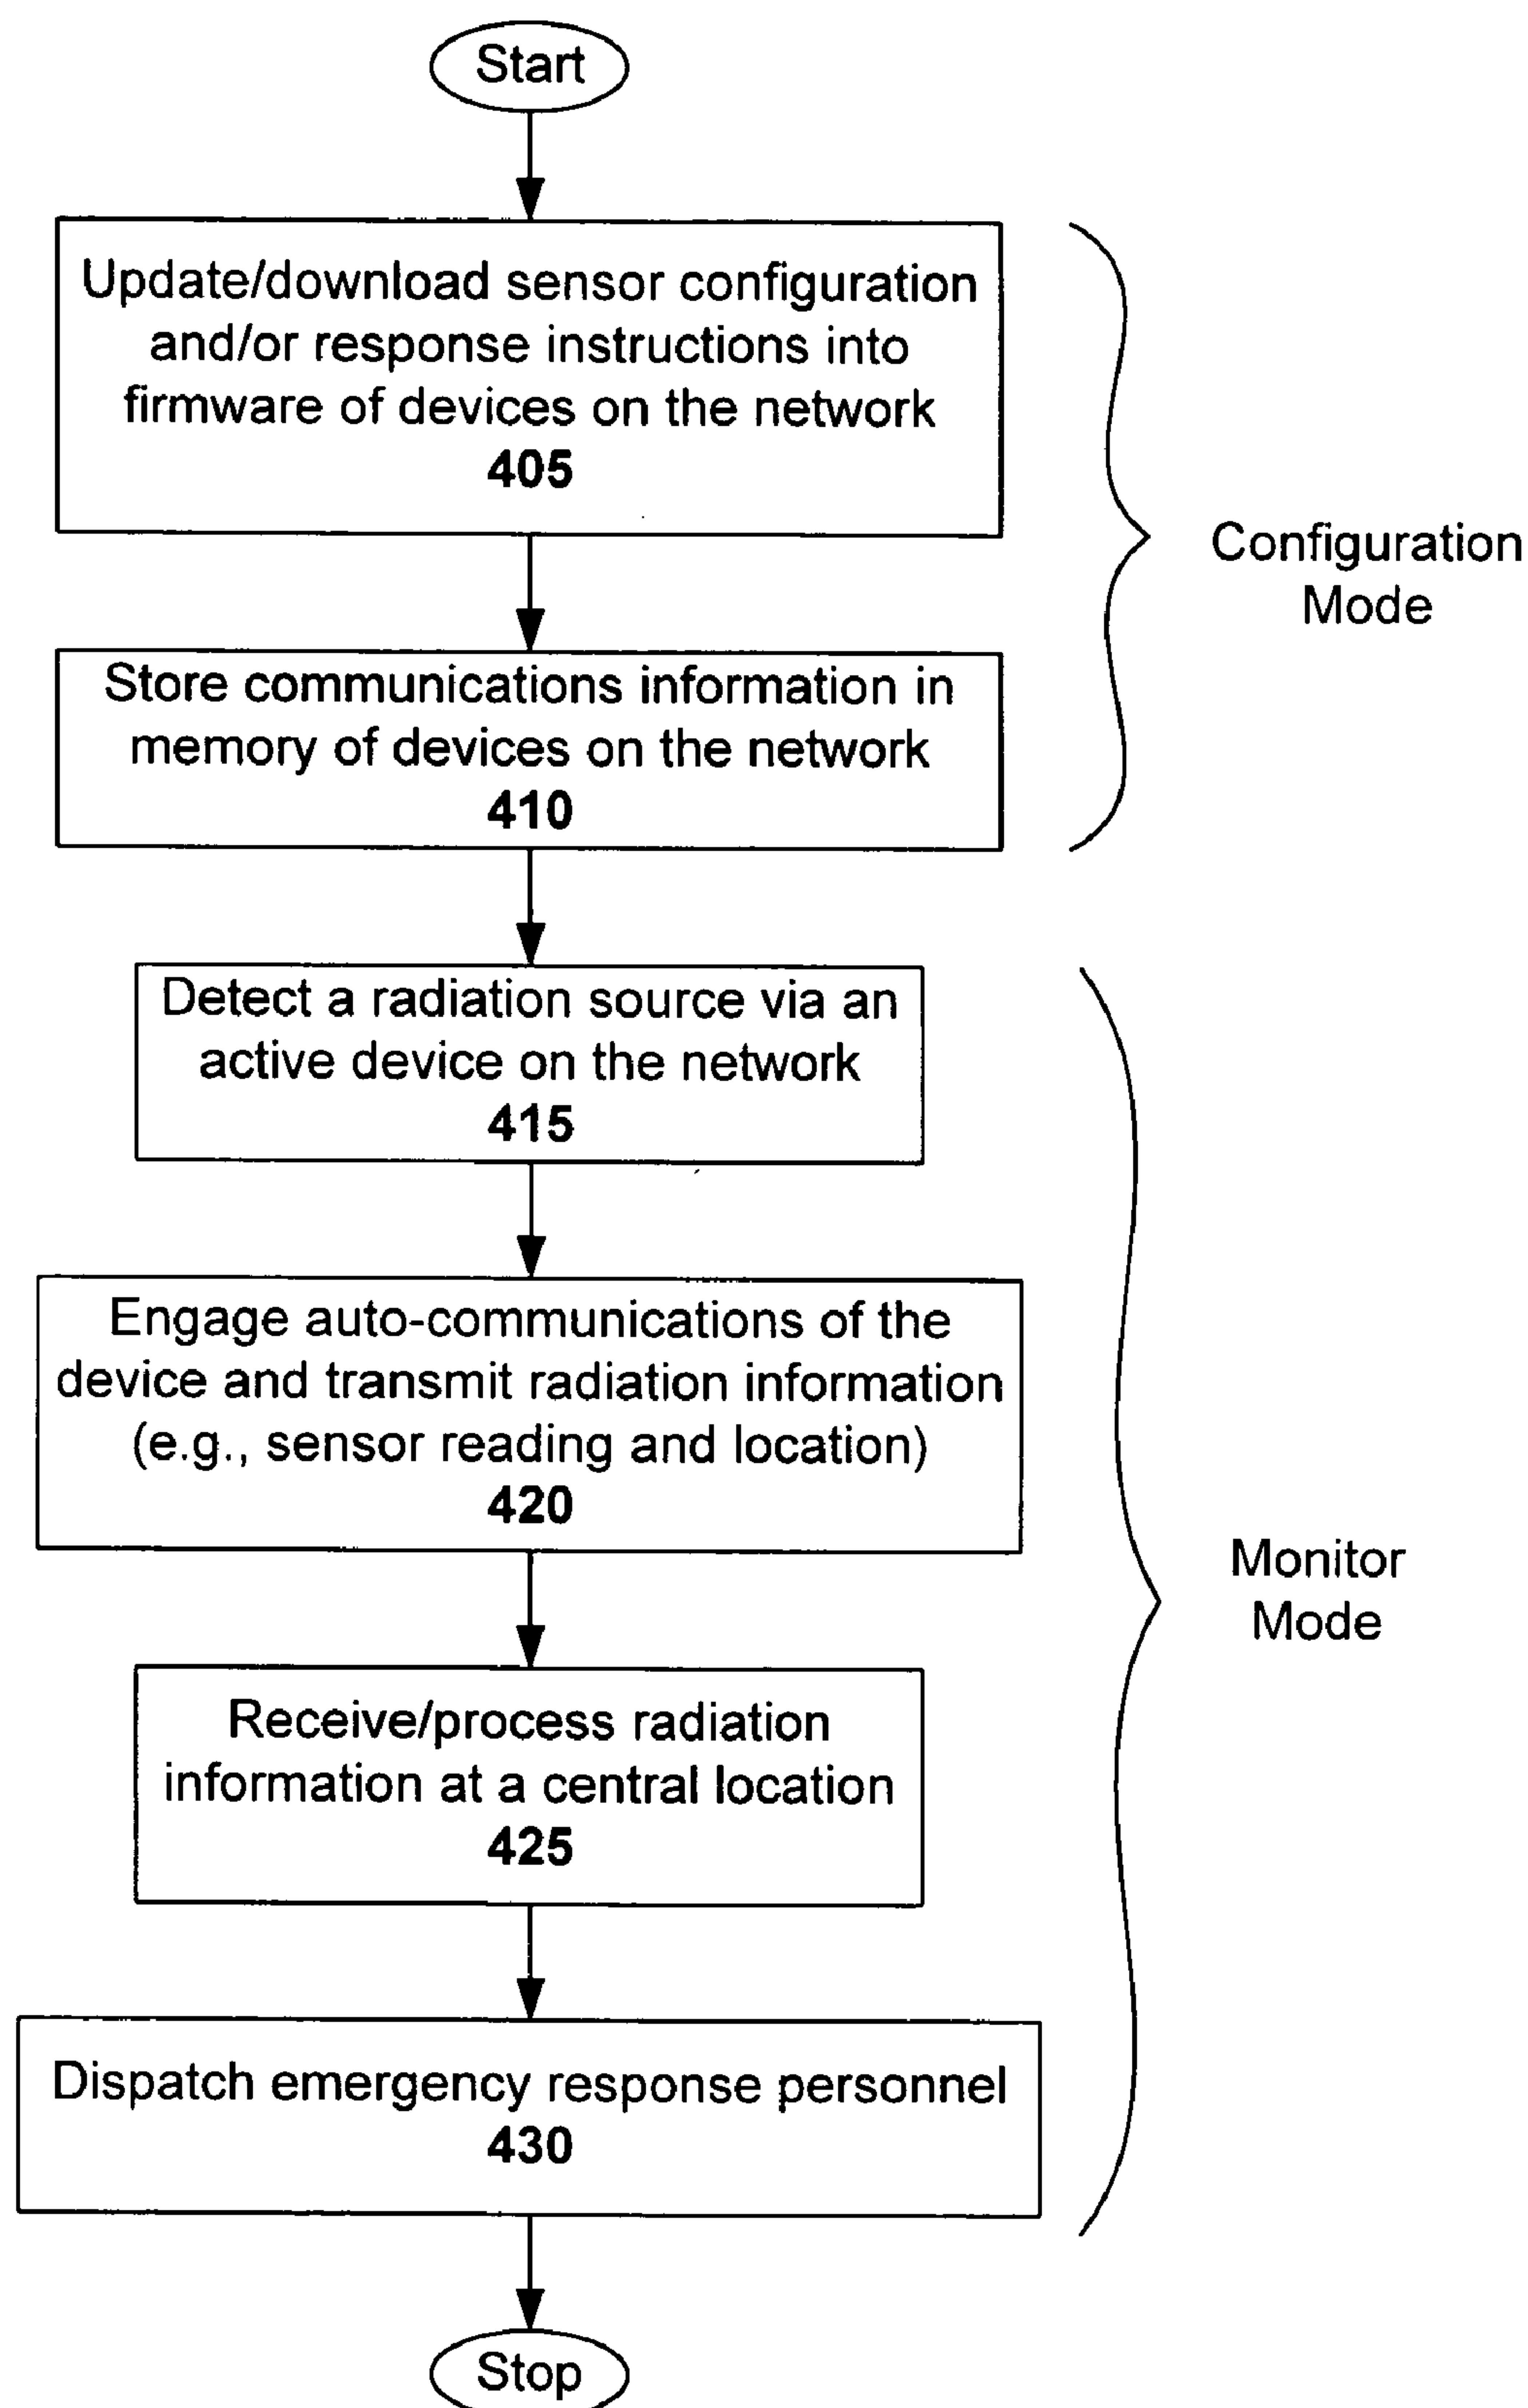 Start
Update/download sensor configuration
and/or response instructions into
firmware of devices on the network
405
Store communications information in
memory of devices on the network
410
Configuration
Mode
Detect a radiation source via an
active device on the network
415
Engage auto-communications of the
device and transmit radiation information
(e.g., sensor reading and location)
420
Receive/process radiation
information at a central location
425
Dispatch emergency response personnel
430
Monitor
Mode
Stop